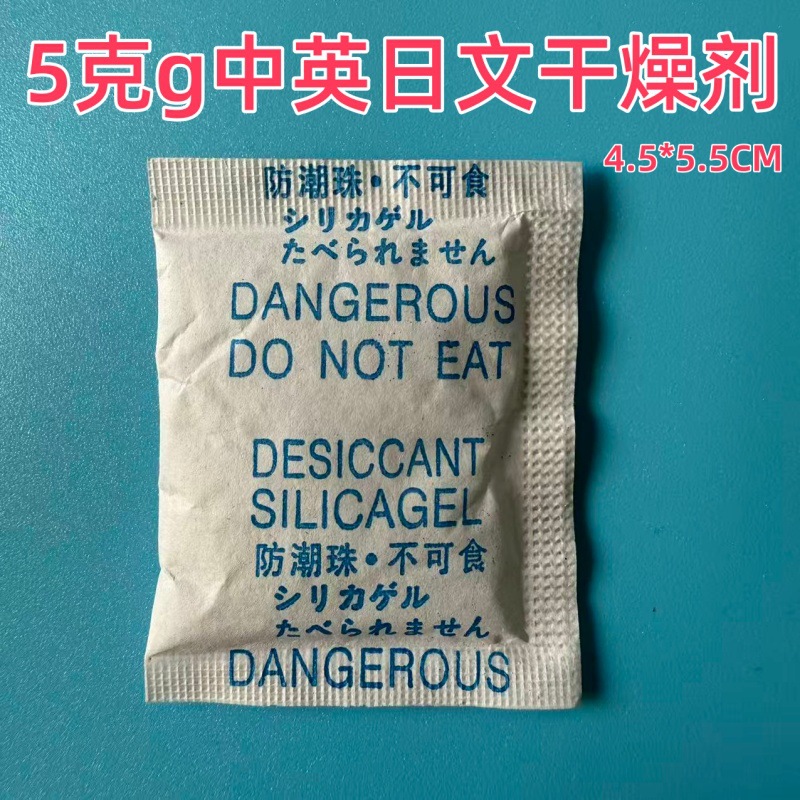 5克g中英日文干燥剂
4.5*5.5CM
防潮珠·不可食
シリカゲル
たべられません
DANGEROUS
DO NOT EAT
DESICCANT
SILICAGEL
防潮珠·不可食
シリカゲル
たべられません
DANGEROUS